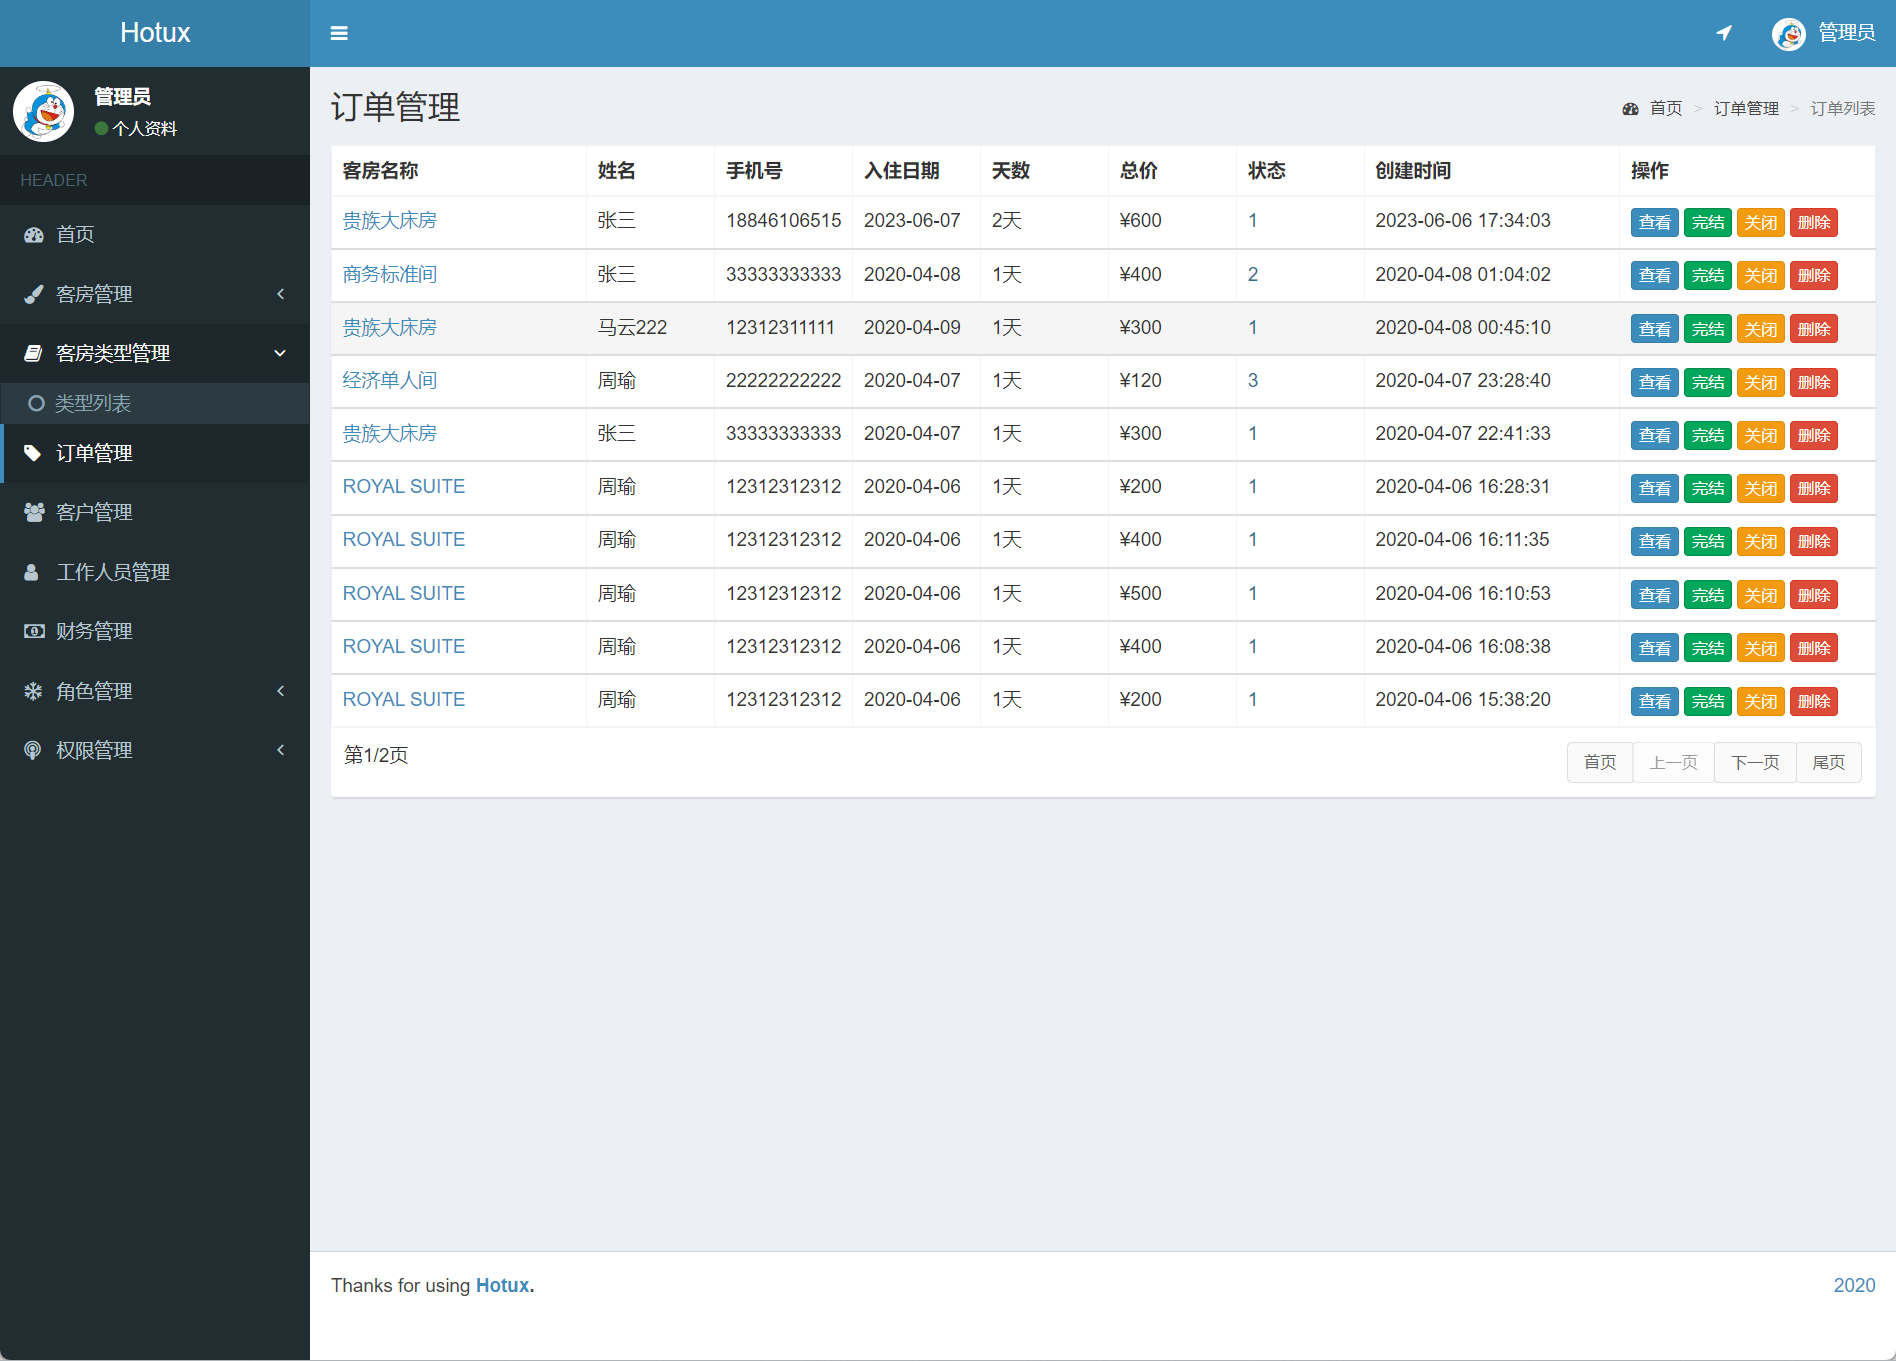 Hotux
管理员
管理员
个人资料
HEADER
首页
客房管理
客房类型管理
类型列表
订单管理
客户管理
工作人员管理
财务管理
角色管理
权限管理
订单管理
首页 > 订单管理 > 订单列表
客房名称 姓名 手机号 入住日期 天数 总价 状态 创建时间 操作
贵族大床房 张三 18846106515 2023-06-07 2天 ¥600 1 2023-06-06 17:34:03 查看 完结 关闭 删除
商务标准间 张三 33333333333 2020-04-08 1天 ¥400 2 2020-04-08 01:04:02 查看 完结 关闭 删除
贵族大床房 马云222 12312311111 2020-04-09 1天 ¥300 1 2020-04-08 00:45:10 查看 完结 关闭 删除
经济单人间 周瑜 22222222222 2020-04-07 1天 ¥120 3 2020-04-07 23:28:40 查看 完结 关闭 删除
贵族大床房 张三 33333333333 2020-04-07 1天 ¥300 1 2020-04-07 22:41:33 查看 完结 关闭 删除
ROYAL SUITE 周瑜 12312312312 2020-04-06 1天 ¥200 1 2020-04-06 16:28:31 查看 完结 关闭 删除
ROYAL SUITE 周瑜 12312312312 2020-04-06 1天 ¥400 1 2020-04-06 16:11:35 查看 完结 关闭 删除
ROYAL SUITE 周瑜 12312312312 2020-04-06 1天 ¥500 1 2020-04-06 16:10:53 查看 完结 关闭 删除
ROYAL SUITE 周瑜 12312312312 2020-04-06 1天 ¥400 1 2020-04-06 16:08:38 查看 完结 关闭 删除
ROYAL SUITE 周瑜 12312312312 2020-04-06 1天 ¥200 1 2020-04-06 15:38:20 查看 完结 关闭 删除
第1/2页 首页 上一页 下一页 尾页
Thanks for using Hotux. 2020